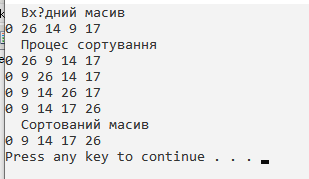 Вх?дний масив
0 26 14 9 17
Процес сортування
0 26 9 14 17
0 9 26 14 17
0 9 14 26 17
0 9 14 17 26
Сортований масив
0 9 14 17 26
Press any key to continue . . .